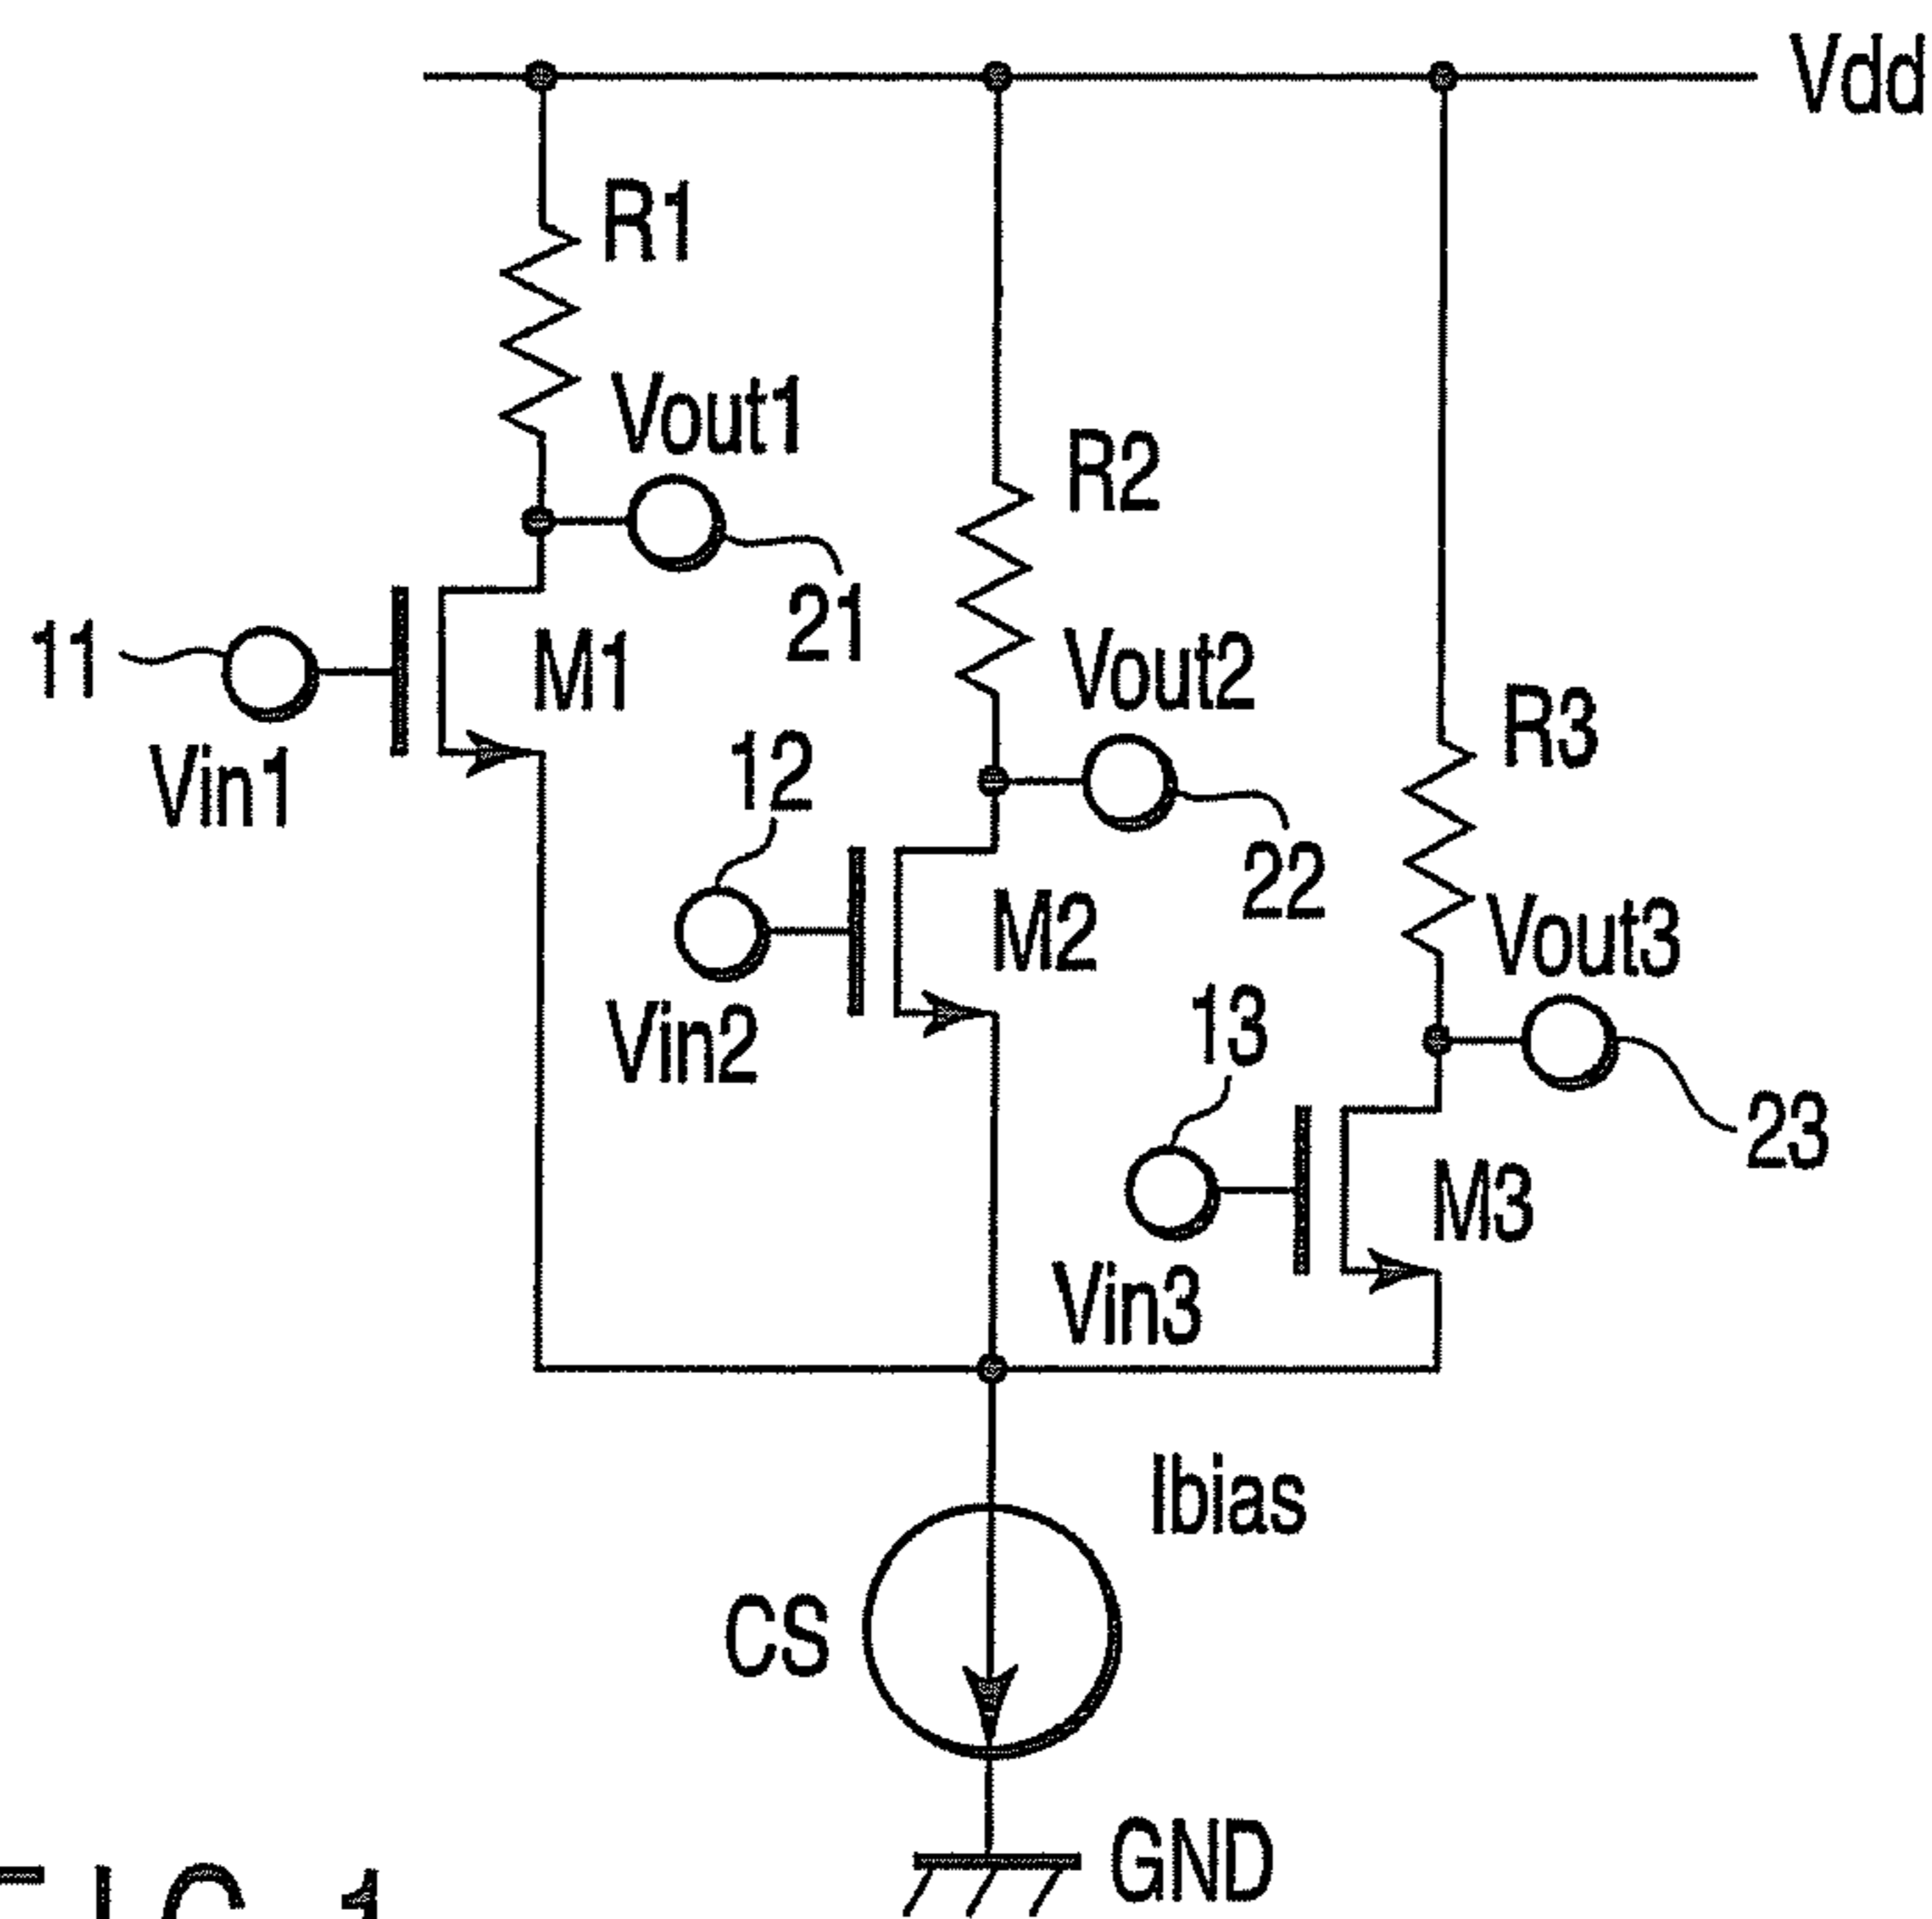 Vdd
R1
Vout1
R2
21
11
M1
Vout2
Vin1
12
R3
22
M2
Vout3
Vin2
13
23
M3
Vin3
Ibias
CS
GND